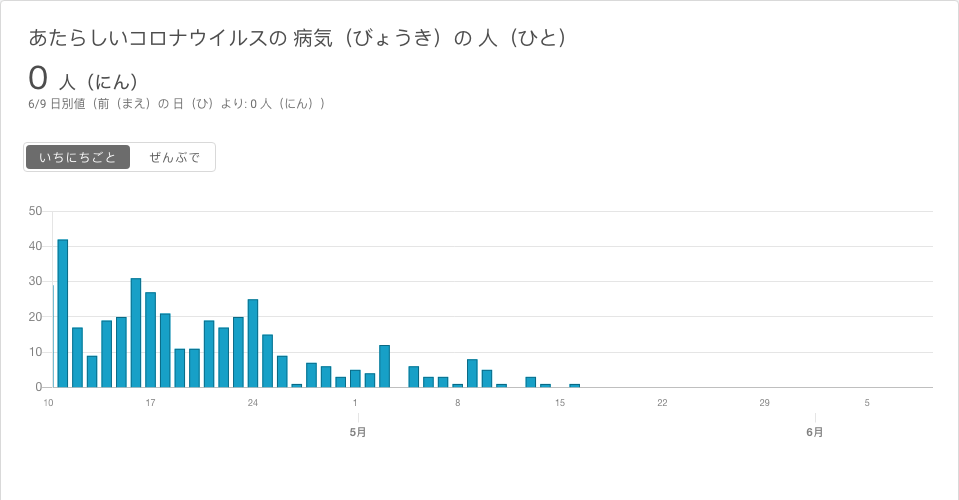 あたらしいコロナウイルスの 病気（びょうき）の 人（ひと）
0 人（にん）
6/9 日別値（前（まえ）の 日（ひ）より: 0 人（にん））
いちにちごと ぜんぶで
50
40
30
20
10
0
10 17 24 1 8 15 22 29 5
5月 6月